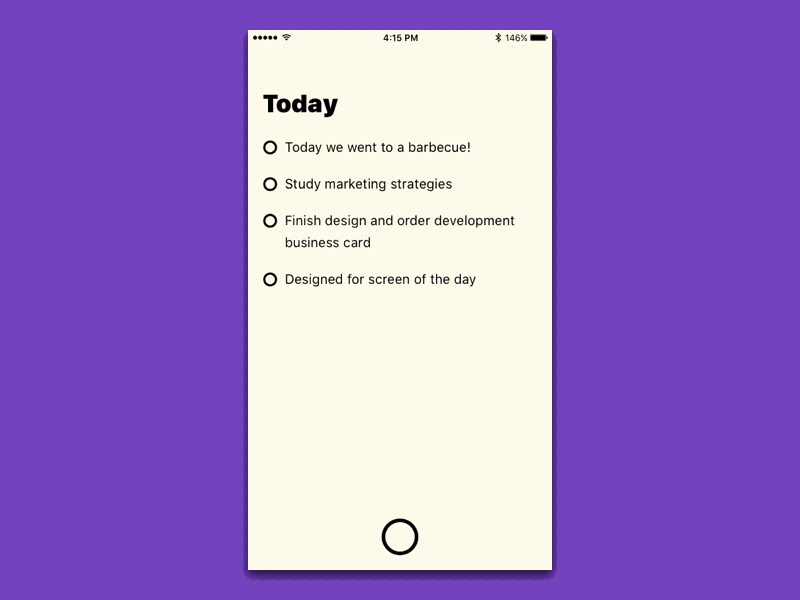 4:15 PM
146%
Today
Today we went to a barbecue!
Study marketing strategies
Finish design and order development
business card
Designed for screen of the day